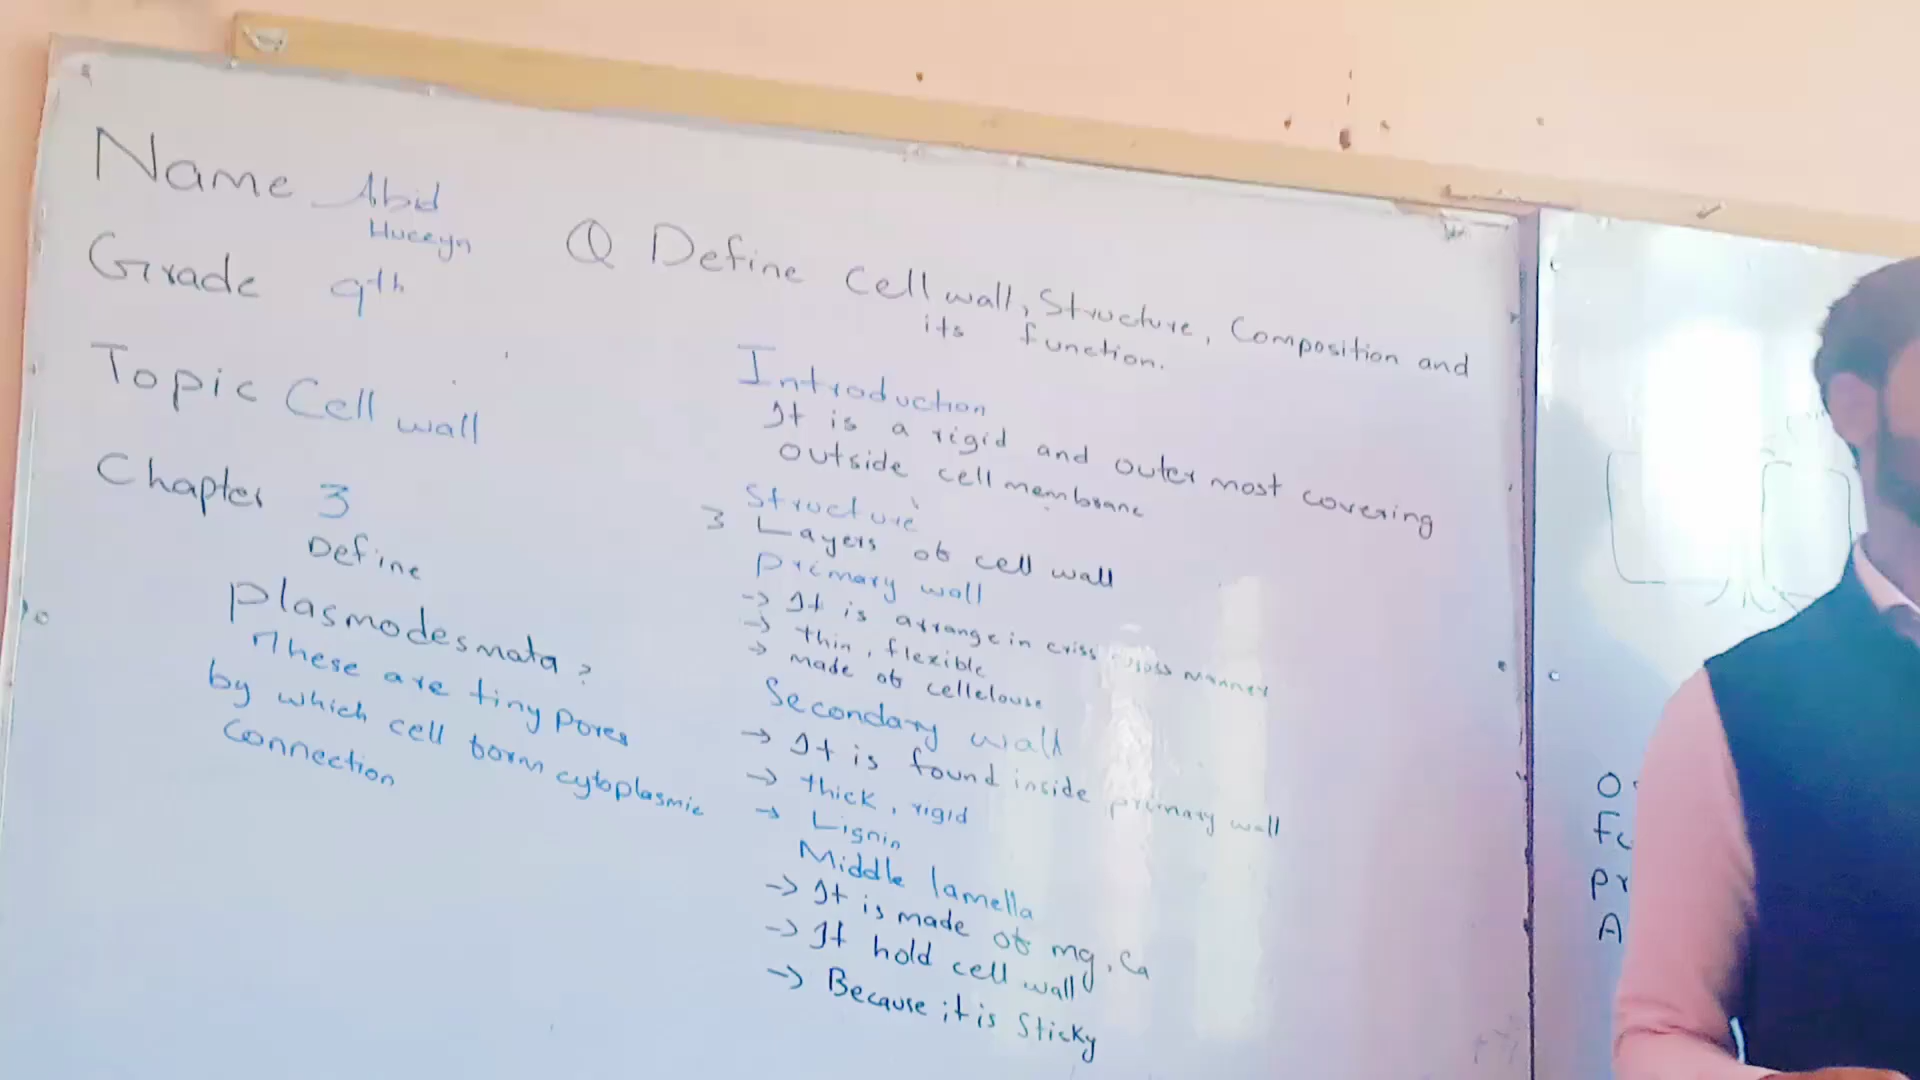 Name Abid
Huceyn
Grade 9th
Topic Cell wall
Chapter 3
Define
Plasmodesmata?
These are tiny pores
by which cell form cytoplasmic
Connection
Q Define Cell wall, Structure, Composition and
its function.
Introduction
It is a rigid and outer most covering
outside cell membrane
Structure
3 Layers of cell wall
Primary wall
→ It is arrange in criss cross manner
→ thin, flexible
→ made of cellelouse
Secondary wall
→ It is found inside primary wall
→ thick, rigid
→ Lignin
Middle lamella
→ It is made of mg, Ca
→ It hold cell wall
→ Because it is Sticky